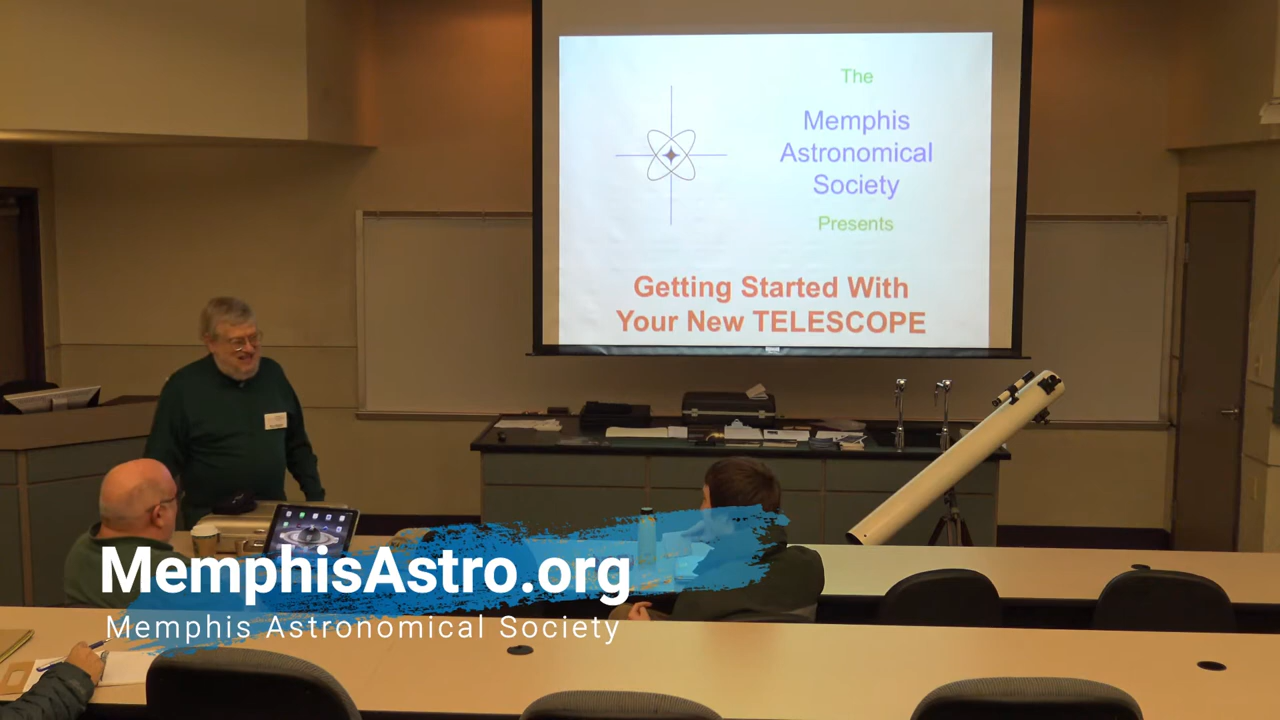 The
Memphis
Astronomical
Society
Presents
Getting Started With
Your New TELESCOPE
MemphisAstro.org
Memphis Astronomical Society